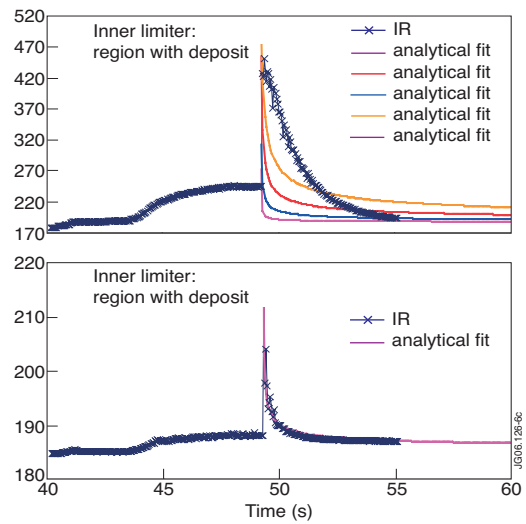 520
470
420
370
320
270
220
170
Inner limiter:
region with deposit
IR
analytical fit
analytical fit
analytical fit
analytical fit
analytical fit
220
210
200
190
180
Inner limiter:
region with deposit
IR
analytical fit
40
45
50
55
60
Time (s)
JG06.126-6c